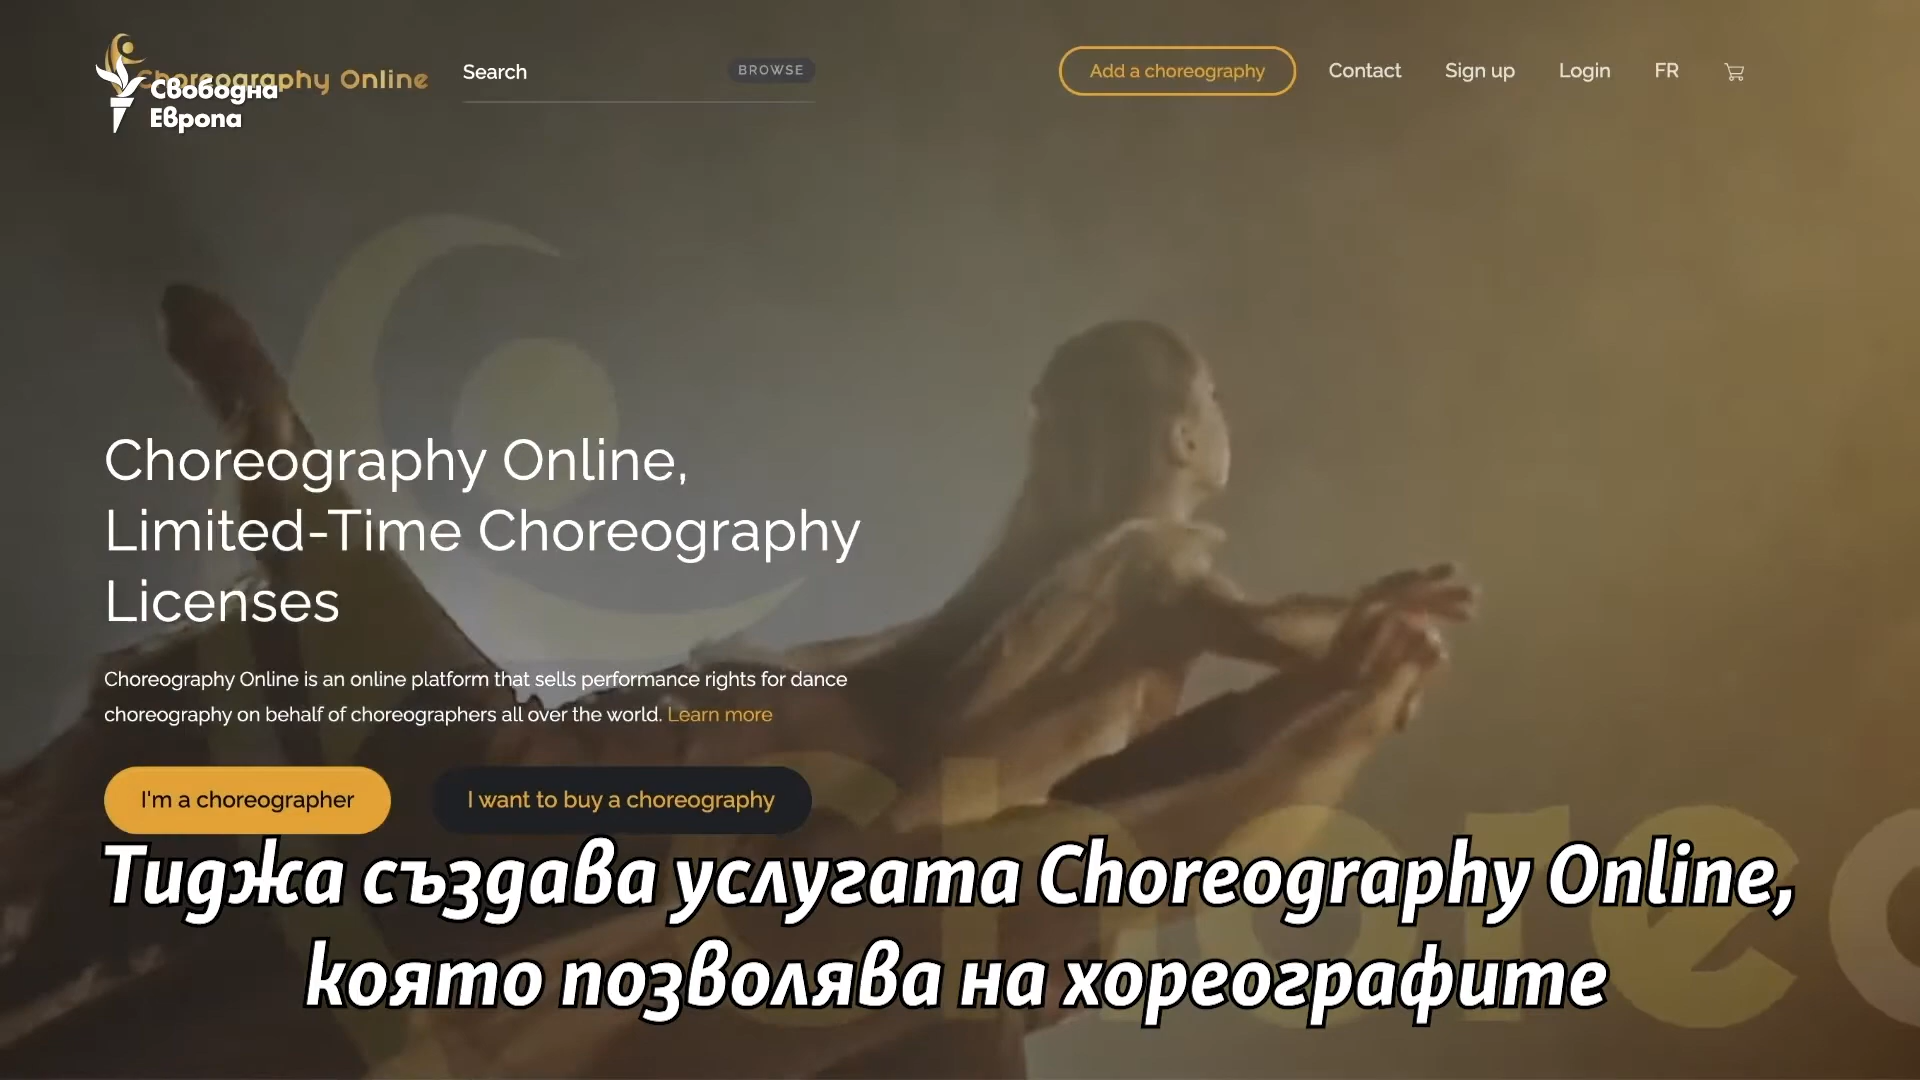 Choreography Online
Свободна
Европа
Search
BROWSE
Add a choreography
Contact
Sign up
Login
FR
Choreography Online,
Limited-Time Choreography
Licenses
Choreography Online is an online platform that sells performance rights for dance
choreography on behalf of choreographers all over the world. Learn more
I'm a choreographer
I want to buy a choreography
Choreo
Тиджа създава услугата Choreography Online,
която позволява на хореографите